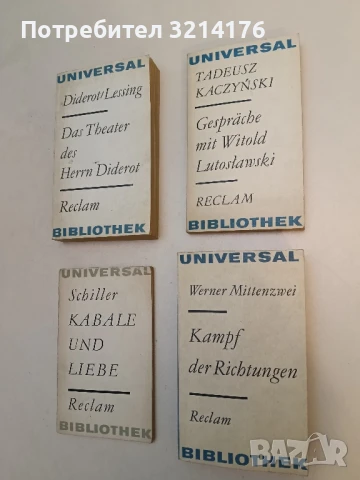 Потребител 3214176
UNIVERSAL
Diderot/Lessing
Das Theater
des
Herrn Diderot
Reclam
BIBLIOTHEK
UNIVERSAL
TADEUSZ
KACZYŃSKI
Gespräche
mit Witold
Lutosławski
RECLAM
BIBLIOTHEK
UNIVERSAL
Schiller
KABALE
UND
LIEBE
Reclam
BIBLIOTHEK
UNIVERSAL
Werner Mittenzwei
Kampf
der Richtungen
Reclam
BIBLIOTHEK
bazar